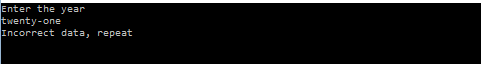 Enter the year
twenty-one
Incorrect data, repeat